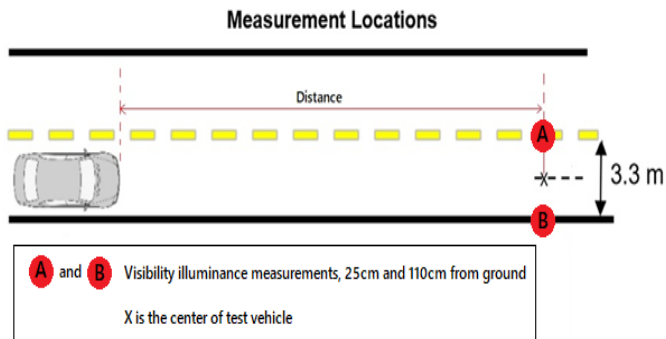 Measurement Locations
Distance
A
X
3.3 m
B
A and B Visibility illuminance measurements, 25cm and 110cm from ground
X is the center of test vehicle